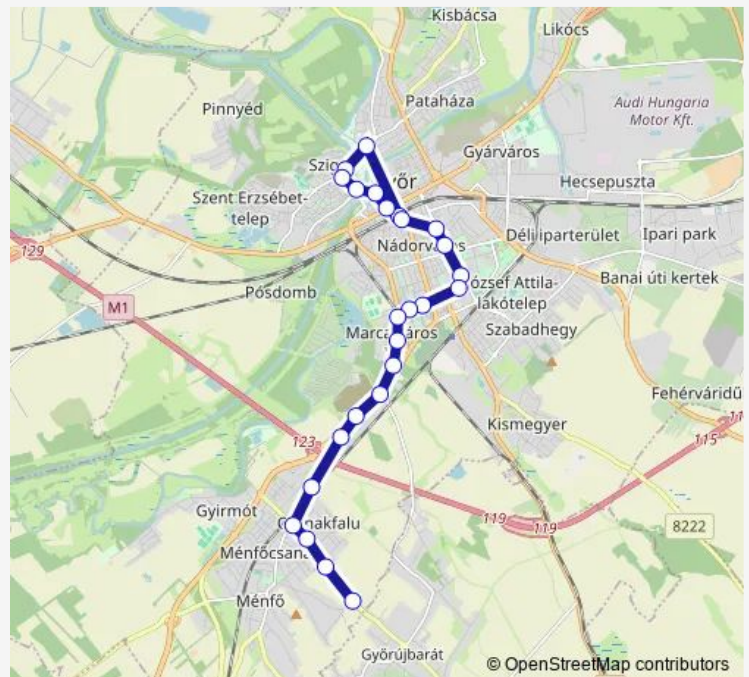 Kisbácsa
Likócs
Pinnyéd
Pataháza
Audi Hungaria
Motor Kft.
Gyárváros
Hecsepuszta
Szent Erzsébet-
telep
Déli iparterület
Ipari park
129
Pósdomb
Banai úti kertek
lakótelep
M1
Szabadhegy
Fehérváridű
Kismegyer
123
115
119
119
8222
Gyirmót
Ménfő
Győrújbarát
© OpenStreetMap contributors